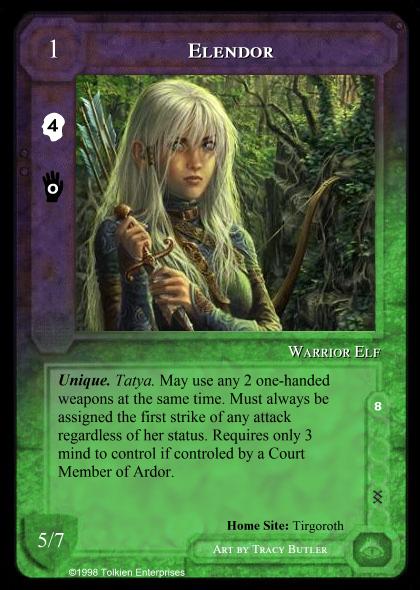 1
Elendor
4
0
Warrior Elf
Unique. Tatya. May use any 2 one-handed
weapons at the same time. Must always be
assigned the first strike of any attack
regardless of her status. Requires only 3
mind to control if controled by a Court
Member of Ardor.
8
Home Site: Tirgoroth
5/7
Art by Tracy Butler
©1998 Tolkien Enterprises